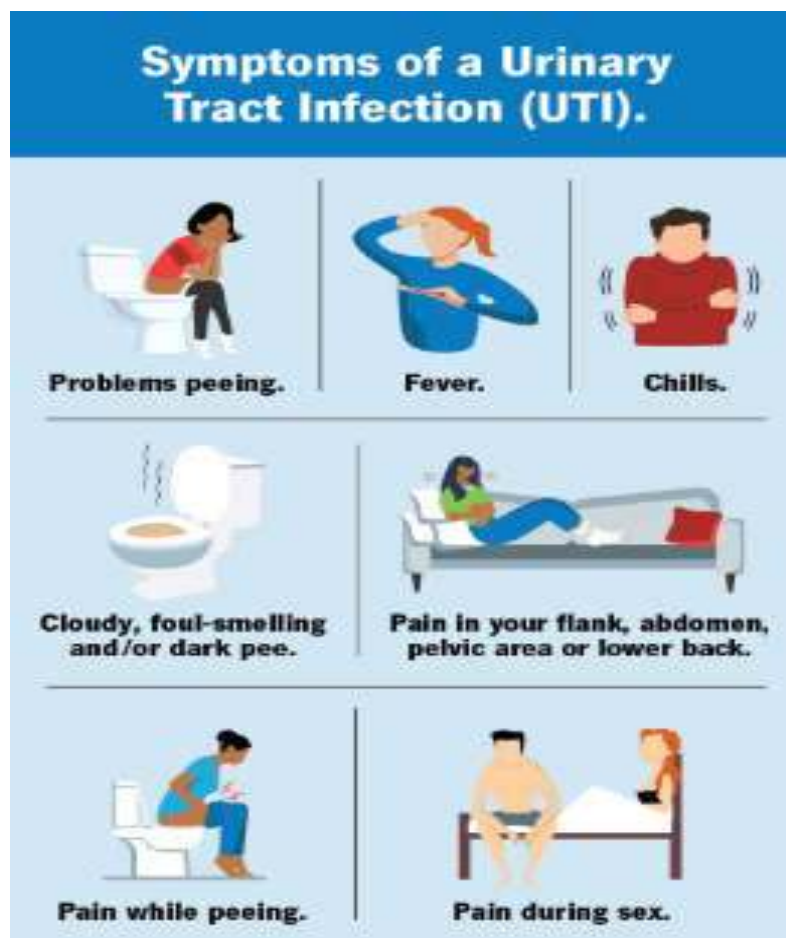 Symptoms of a Urinary
Tract Infection (UTI).
Problems peeing.
Fever.
Chills.
Cloudy, foul-smelling
and/or dark pee.
Pain in your flank, abdomen,
pelvic area or lower back.
Pain while peeing.
Pain during sex.